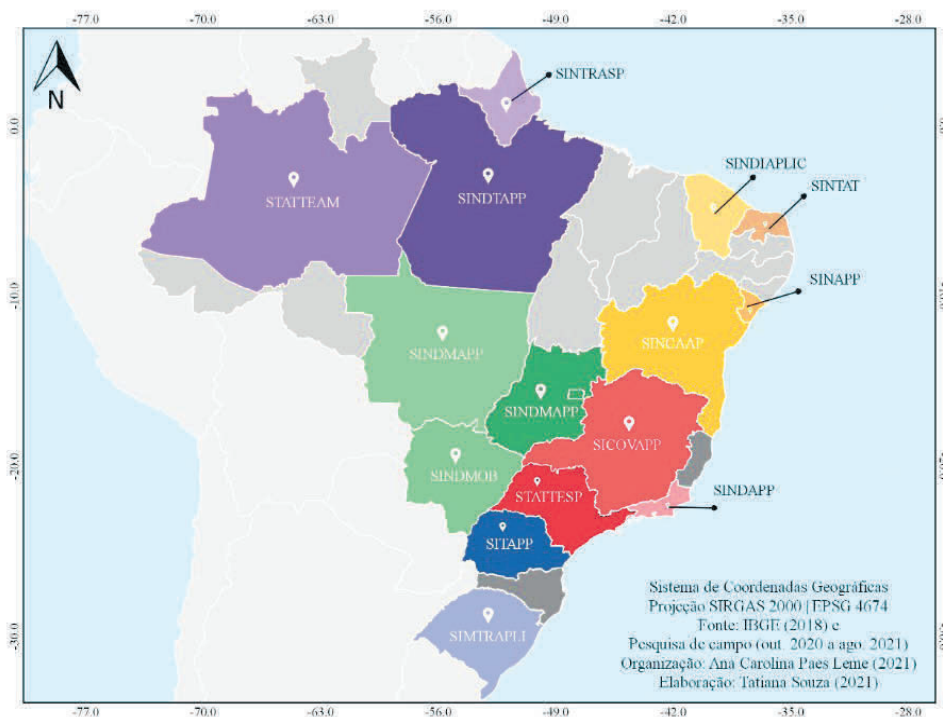 -77.0 -70.0 -63.0 -56.0 -49.0 -42.0 -35.0 -28.0
N
SINTRASP
0.0
SINDIAPLIC
SINTAT
STATTEAM
SINDTAPP
SINAPP
-10.0
-10.0
SINCAAP
SINDMAPP
SINDMAPP
SICOVAPP
SINDMOB
-20.0
STATTESP
SINDAPP
SITAPP
SIMTRAPLI
-30.0
Sistema de Coordenadas Geográficas
Projeção SIRGAS 2000 | EPSG 4674
Fonte: IBGE (2018) e
Pesquisa de campo (out. 2020 a ago. 2021)
Organização: Ana Carolina Paes Leme (2021)
Elaboração: Tatiana Souza (2021)
-77.0 -70.0 -63.0 -56.0 -49.0 -42.0 -35.0 -28.0